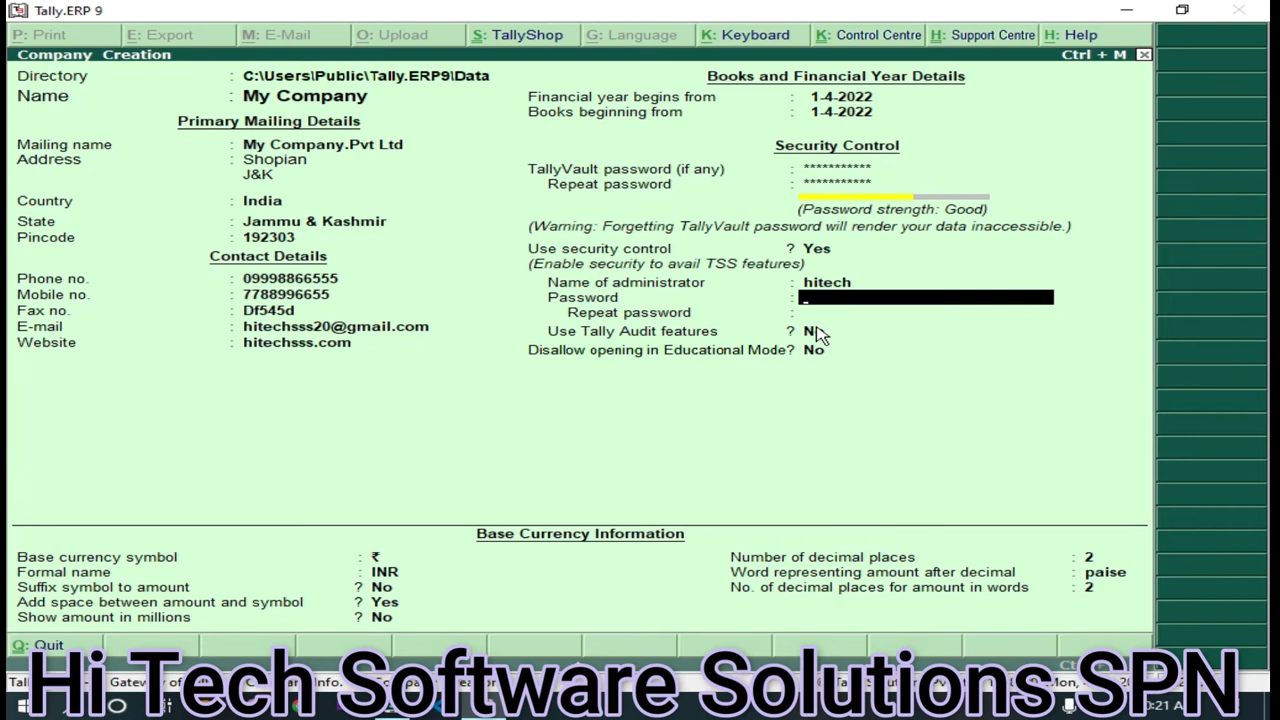 Tally.ERP 9
P: Print E: Export M: E-Mail O: Upload S: TallyShop G: Language K: Keyboard K: Control Centre H: Support Centre H: Help
Company Creation Ctrl + M
Directory : C:\Users\Public\Tally.ERP9\Data
Name : My Company
Primary Mailing Details
Mailing name : My Company.Pvt Ltd
Address : Shopian
J&K
Country : India
State : Jammu & Kashmir
Pincode : 192303
Contact Details
Phone no. : 09998866555
Mobile no. : 7788996655
Fax no. : Df545d
E-mail : hitechsss20@gmail.com
Website : hitechsss.com
Books and Financial Year Details
Financial year begins from : 1-4-2022
Books beginning from : 1-4-2022
Security Control
TallyVault password (if any) : ***********
Repeat password : ***********
(Password strength: Good)
(Warning: Forgetting TallyVault password will render your data inaccessible.)
Use security control ? Yes
(Enable security to avail TSS features)
Name of administrator : hitech
Password :
Repeat password :
Use Tally Audit features ?
Disallow opening in Educational Mode? No
Base Currency Information
Base currency symbol : ₹
Formal name : INR
Suffix symbol to amount ? No
Add space between amount and symbol ? Yes
Show amount in millions ? No
Number of decimal places : 2
Word representing amount after decimal : paise
No. of decimal places for amount in words : 2
Q: Quit
Hi Tech Software Solutions SPN